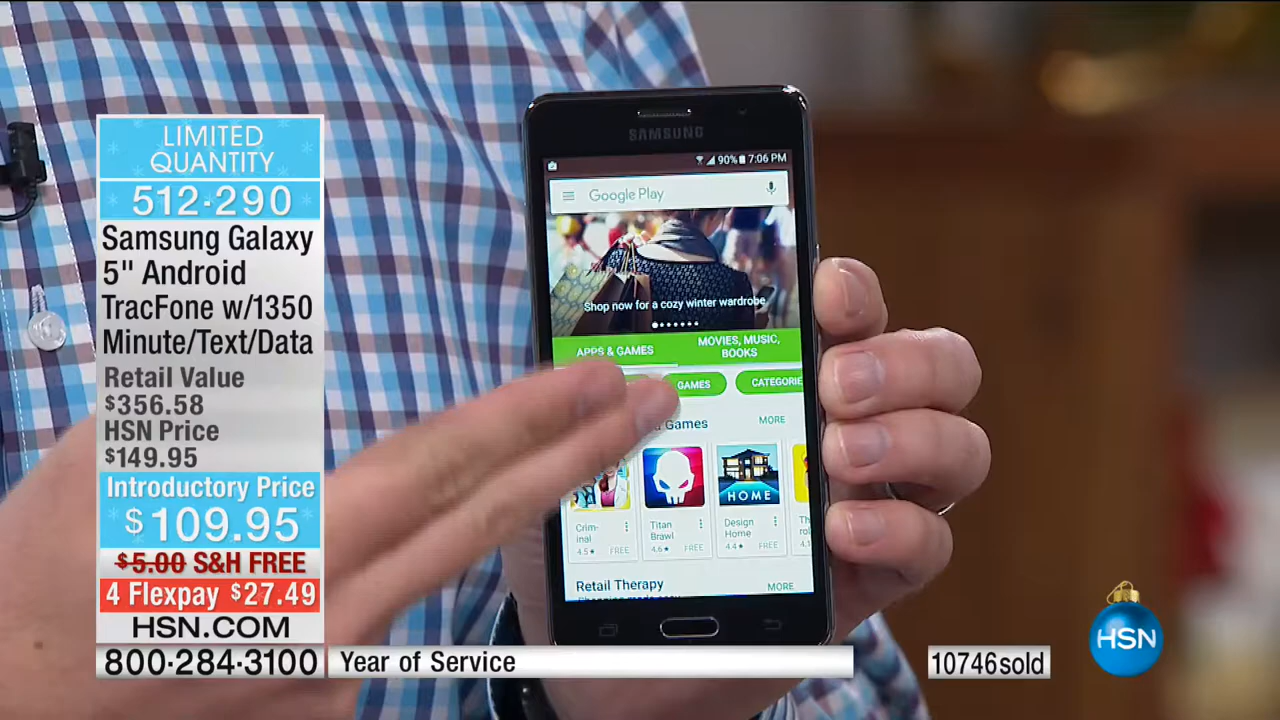 LIMITED
QUANTITY
512-290
Samsung Galaxy
5" Android
TracFone w/1350
Minute/Text/Data
Retail Value
$356.58
HSN Price
$149.95
Introductory Price
$109.95
$5.00 S&H FREE
4 Flexpay $27.49
HSN.COM
800-284-3100
Year of Service
10746sold
HSN
SAMSUNG
90% 7:06 PM
Google Play
Shop now for a cozy winter wardrobe
APPS & GAMES
MOVIES, MUSIC,
BOOKS
GAMES
CATEGORIE
Games
MORE
HOME
Crim-
inal
4.5★ FREE
Titan
Brawl
4.6★ FREE
Design
Home
4.4★ FREE
Retail Therapy
MORE